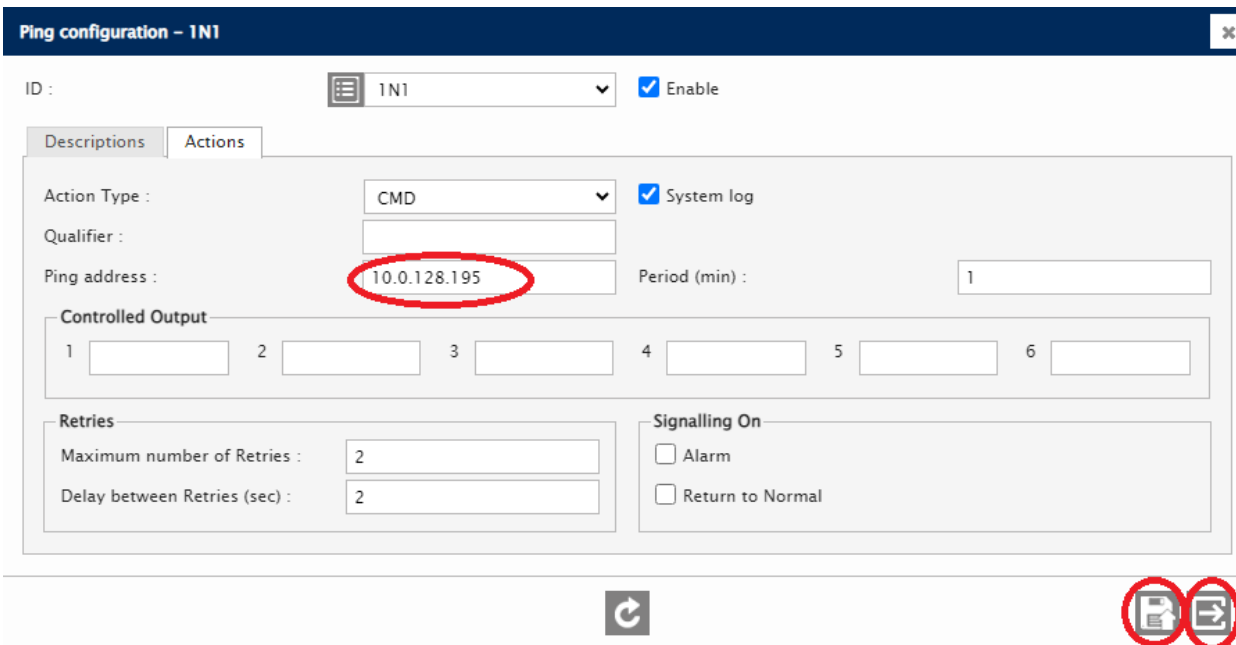 Ping configuration – 1N1
ID : 1N1 Enable
Descriptions Actions
Action Type : CMD System log
Qualifier :
Ping address : 10.0.128.195 Period (min) : 1
Controlled Output
1 2 3 4 5 6
Retries Signalling On
Maximum number of Retries : 2 Alarm
Delay between Retries (sec) : 2 Return to Normal